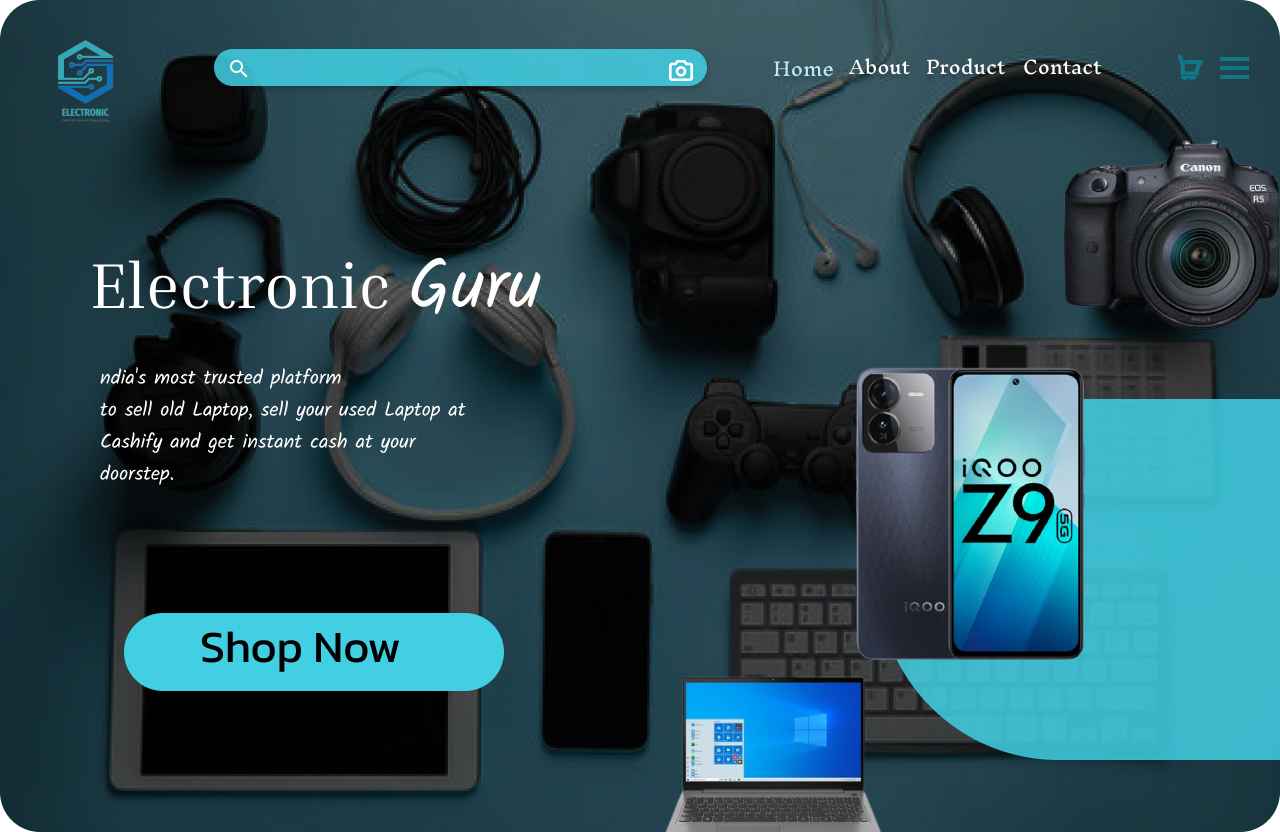 ELECTRONIC
Home About Product Contact
Canon
EOS
R5
Electronic Guru
ndia's most trusted platform
to sell old Laptop, sell your used Laptop at
Cashify and get instant cash at your
doorstep.
iQOO
Z9
5G
iQOO
Shop Now